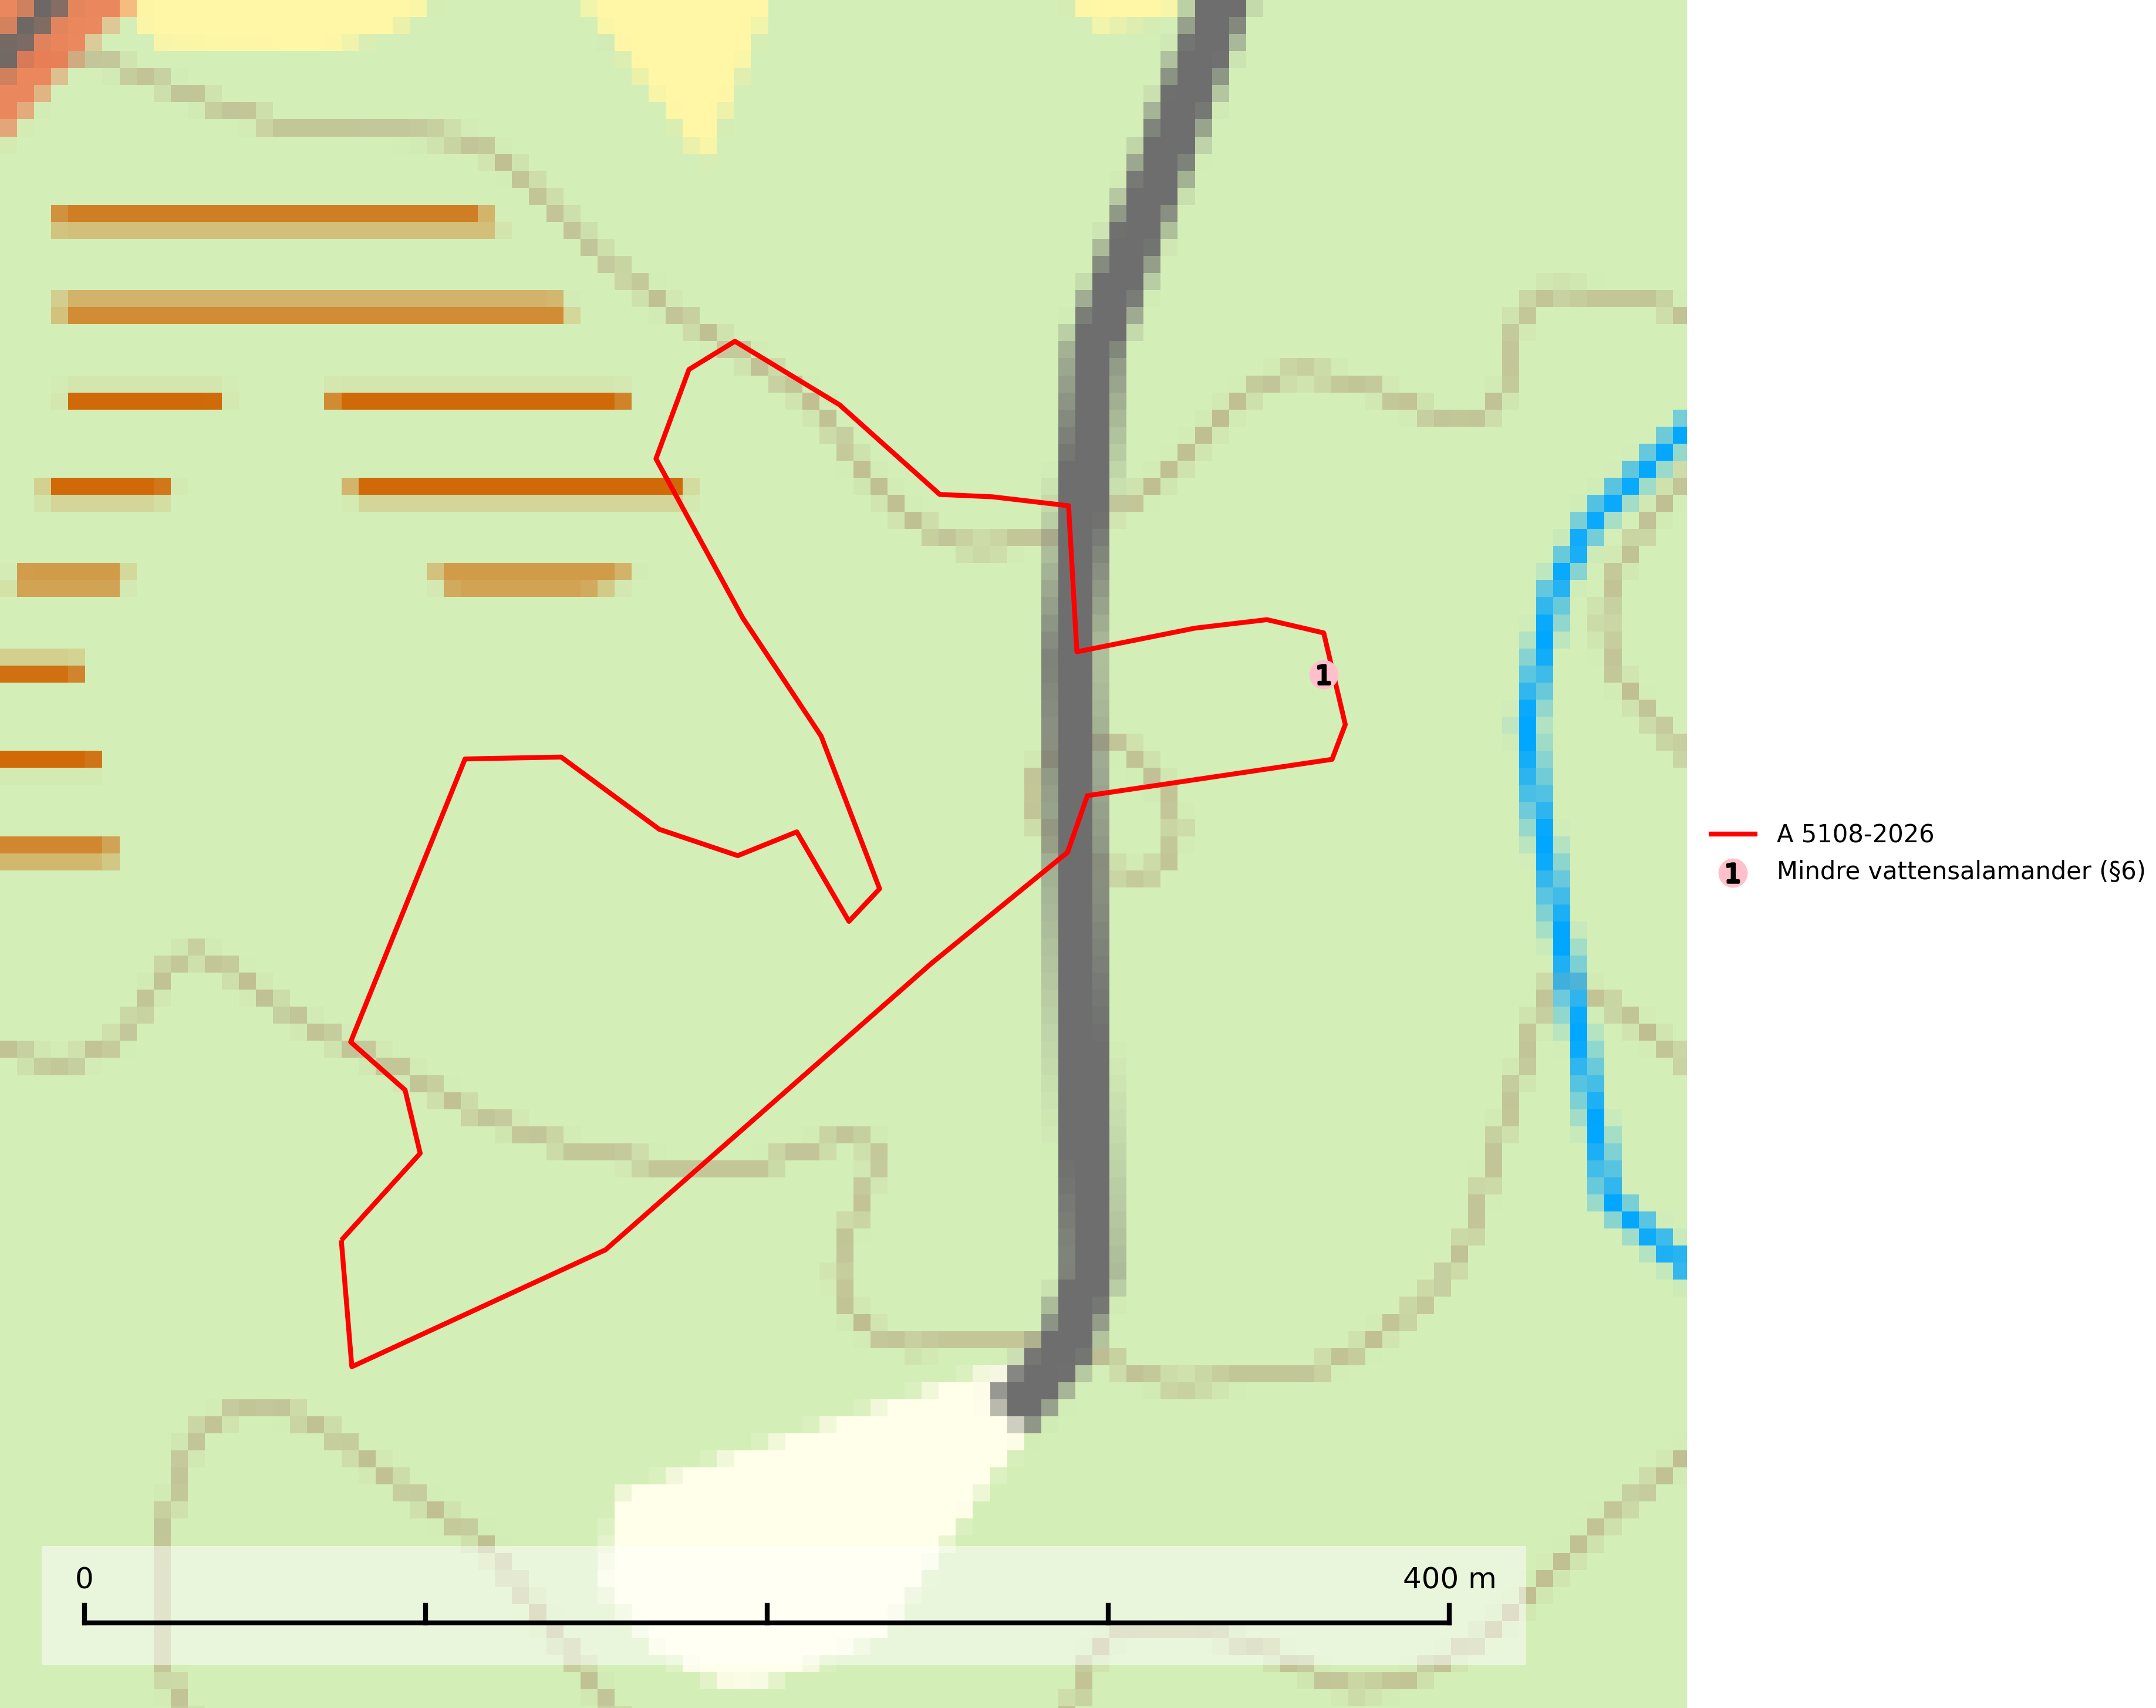 1
A 5108-2026
1 Mindre vattensalamander (§6)
0 400 m